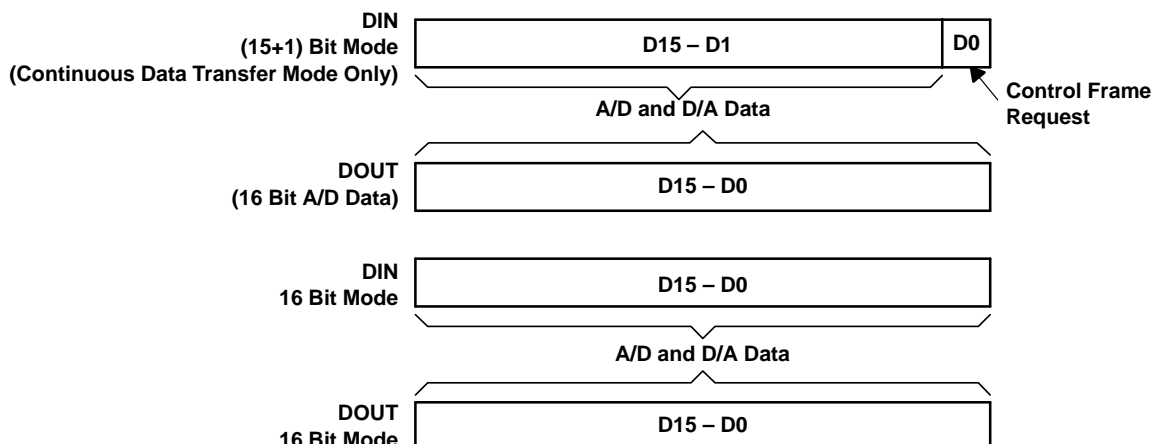 DIN
(15+1) Bit Mode
(Continuous Data Transfer Mode Only)
D15 – D1
D0
Control Frame
Request
A/D and D/A Data
DOUT
(16 Bit A/D Data)
D15 – D0
DIN
16 Bit Mode
D15 – D0
A/D and D/A Data
DOUT
16 Bit Mode
D15 – D0